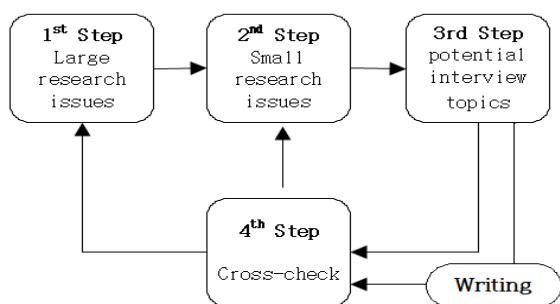 1st Step
Large
research
issues
2nd Step
Small
research
issues
3rd Step
potential
interview
topics
4th Step
Cross-check
Writing